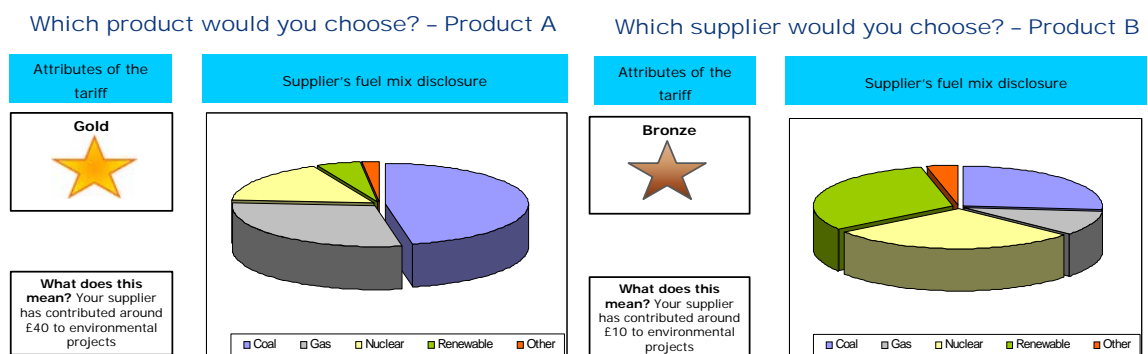 Which product would you choose? – Product A
Attributes of the
tariff
Supplier's fuel mix disclosure
Gold
What does this
mean? Your supplier
has contributed around
£40 to environmental
projects
Coal Gas Nuclear Renewable Other
Which supplier would you choose? – Product B
Attributes of the
tariff
Supplier's fuel mix disclosure
Bronze
What does this
mean? Your supplier
has contributed around
£10 to environmental
projects
Coal Gas Nuclear Renewable Other